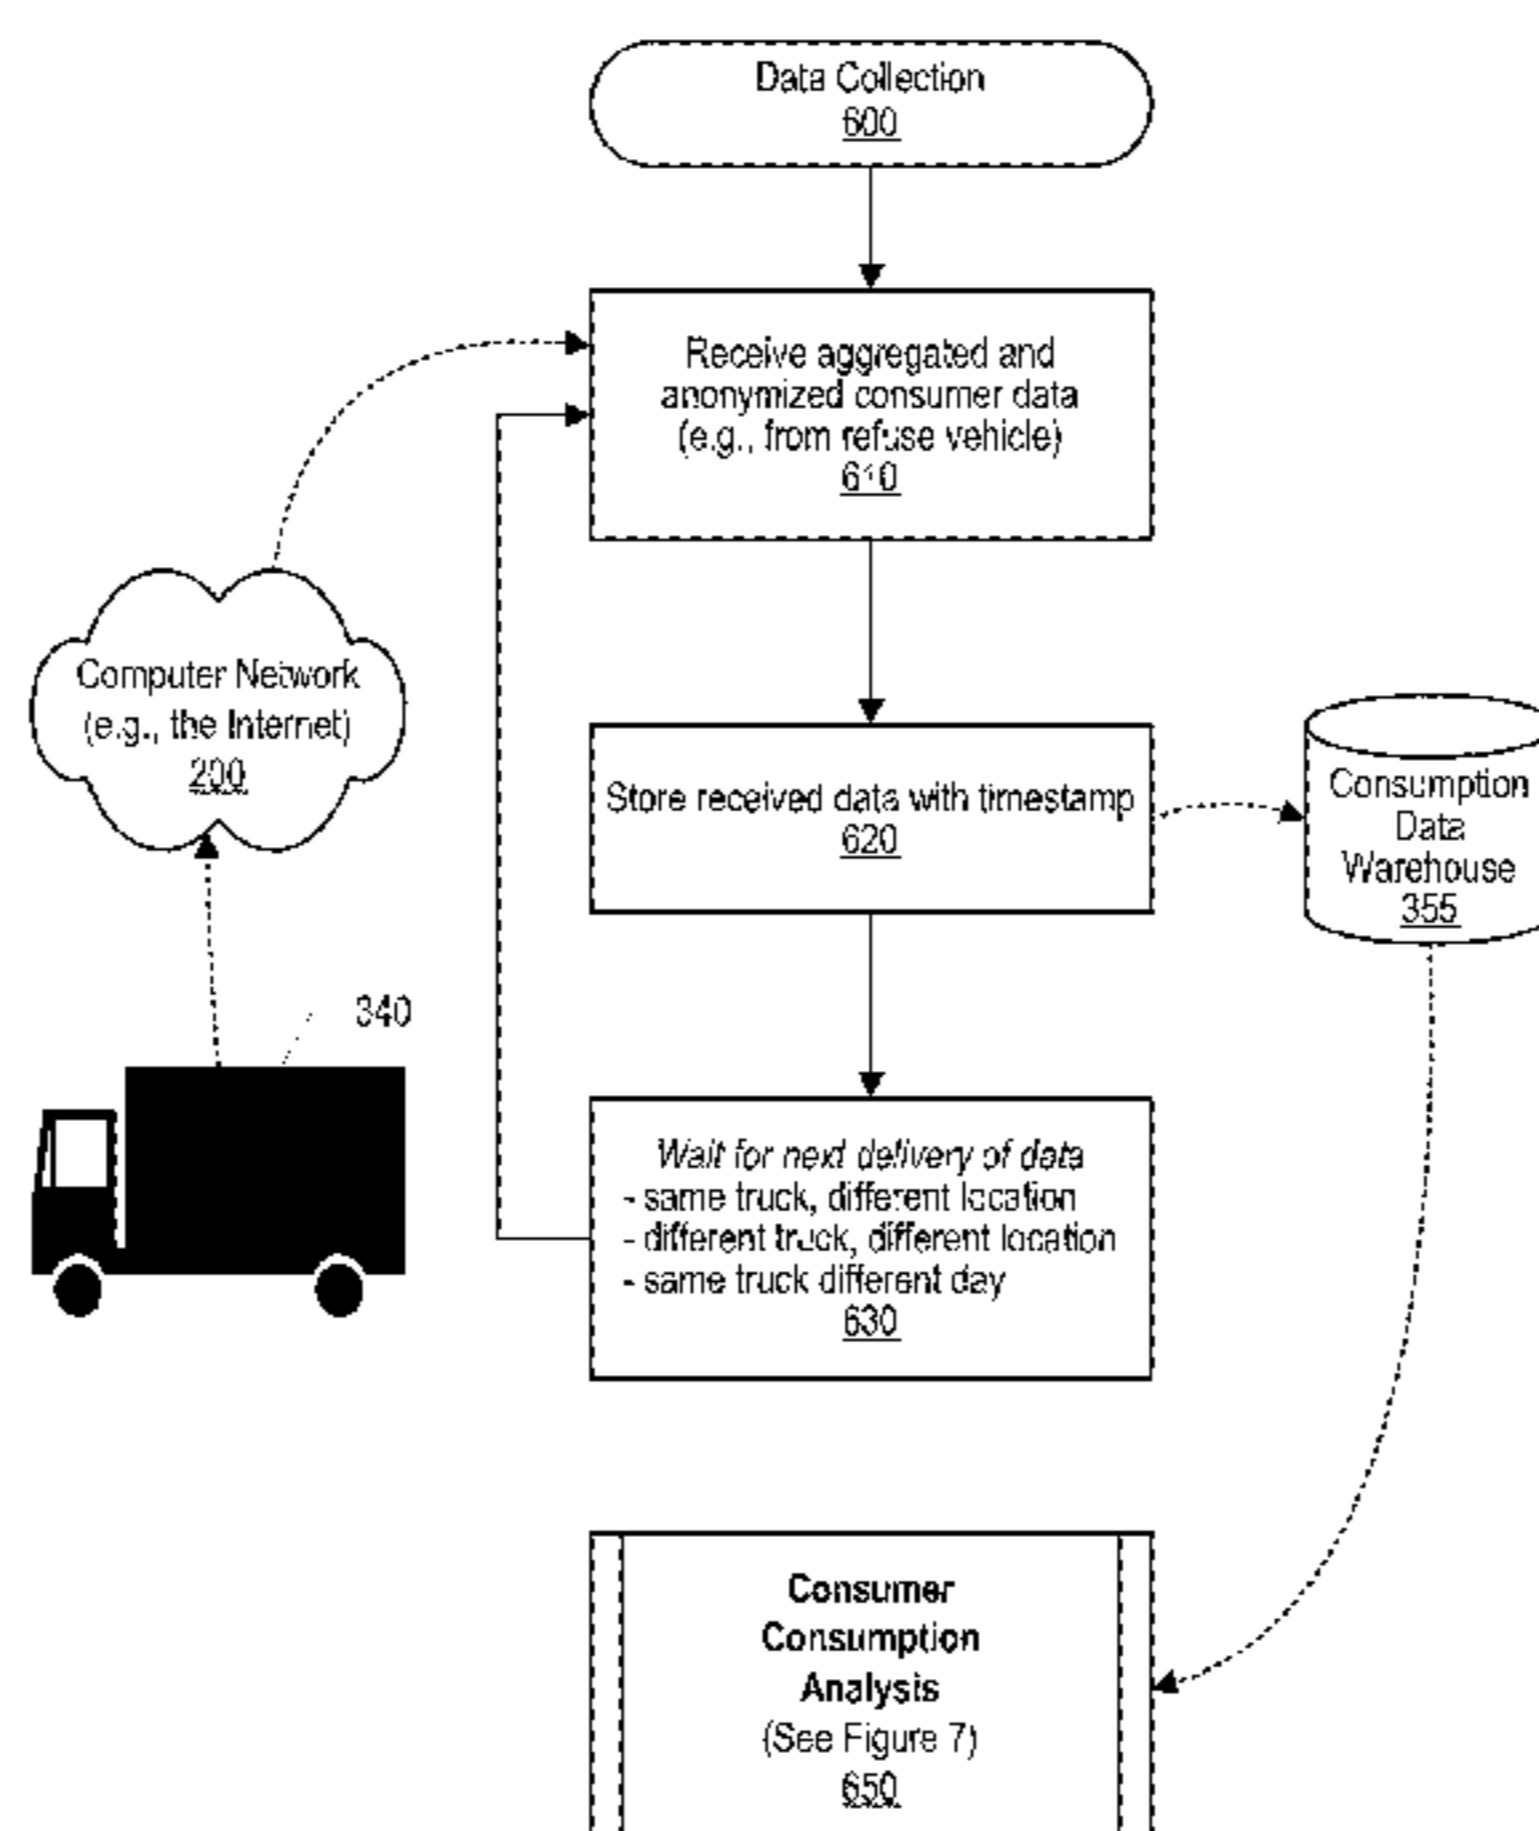 Data Collection
600
Receive aggregated and
anonymized consumer data
(e.g., from refuse vehicle)
610
Computer Network
(e.g., the Internet)
200
Store received data with timestamp
620
Consumption
Data
Warehouse
355
340
Wait for next delivery of data
- same truck, different location
- different truck, different location
- same truck different day
630
Consumer
Consumption
Analysis
(See Figure 7)
650